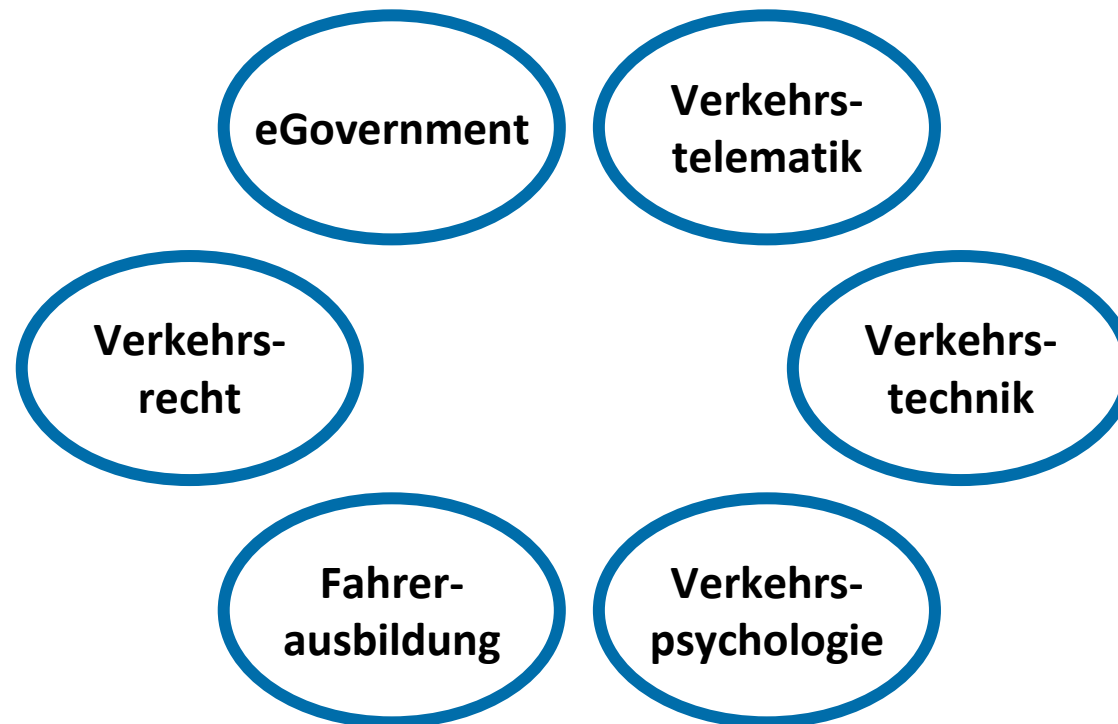 eGovernment
Verkehrs-
telematik
Verkehrs-
recht
Verkehrs-
technik
Fahrer-
ausbildung
Verkehrs-
psychologie